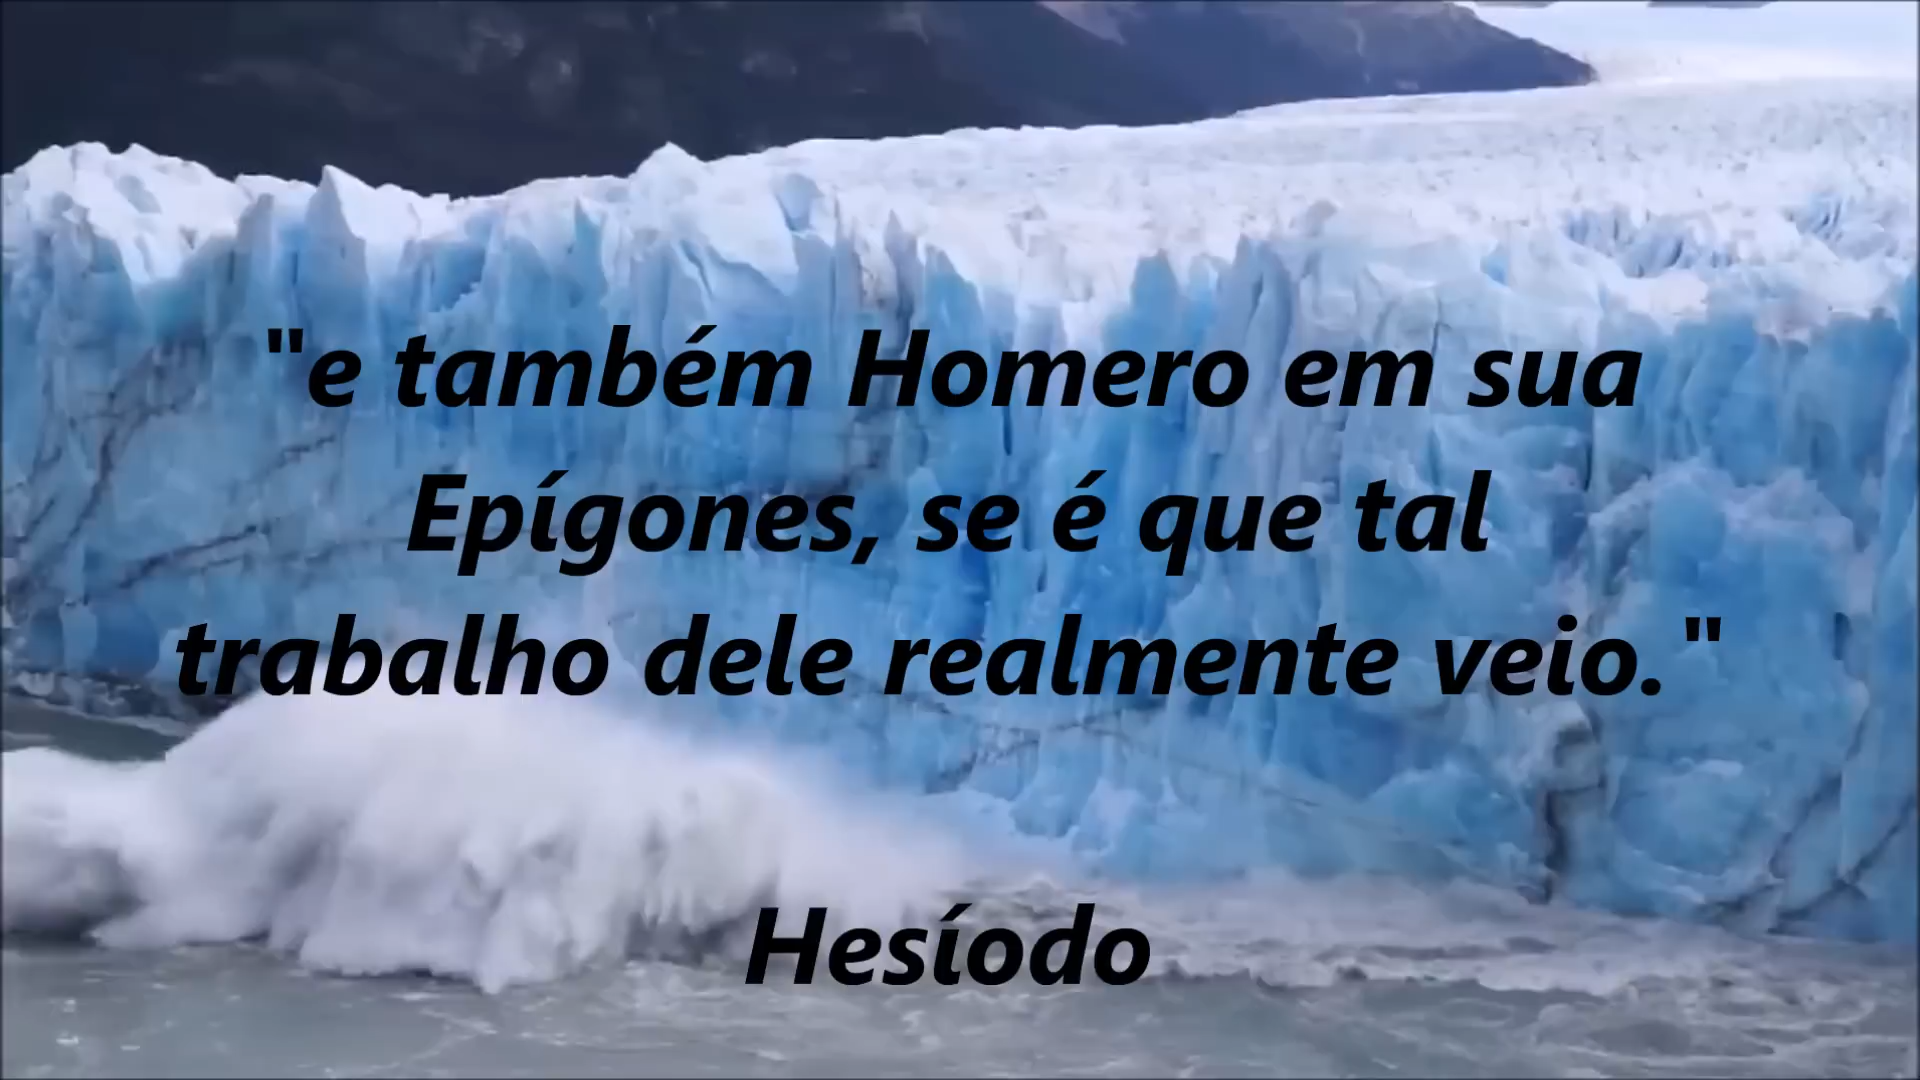 "e também Homero em sua
Epígones, se é que tal
trabalho dele realmente veio."
Hesíodo